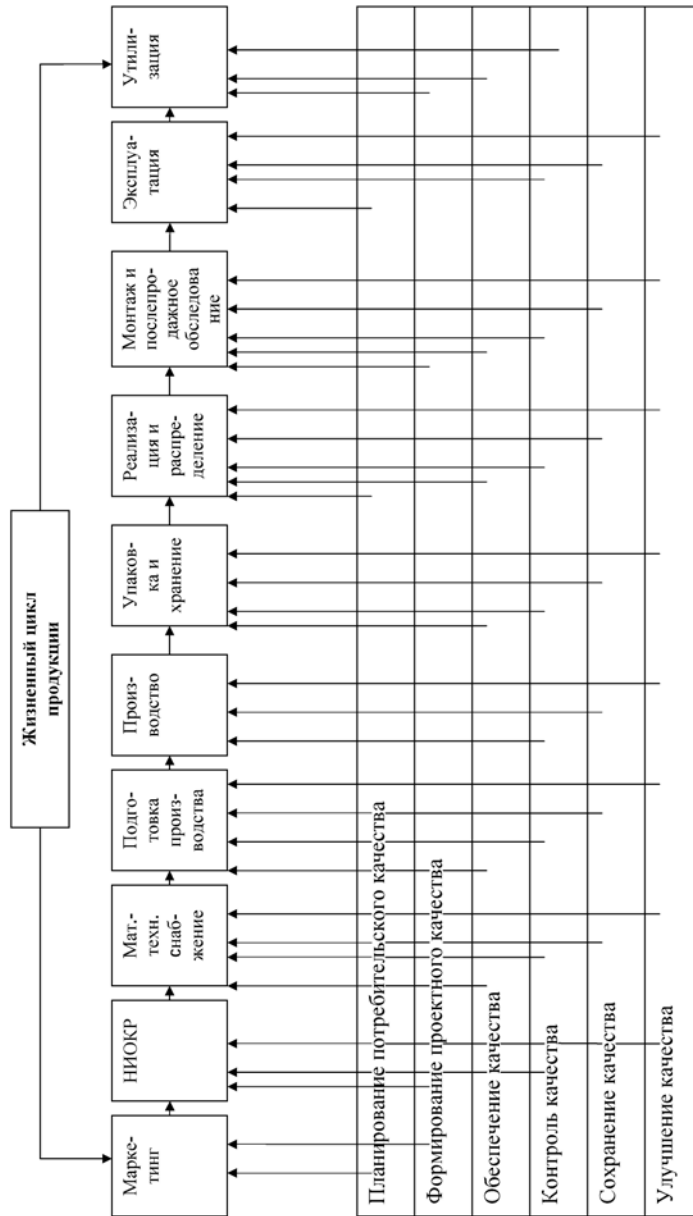 Жизненный цикл
продукции
Марке-
тинг
НИОКР
Мат.-
техн.
снаб-
жение
Подго-
товка
произ-
водства
Произ-
водство
Упаков-
ка и
хранение
Реализа-
ция и
распре-
деление
Монтаж и
послепро-
дажное
обследова
ние
Эксплуа-
тация
Утили-
зация
Планирование потребительского качества
Формирование проектного качества
Обеспечение качества
Контроль качества
Сохранение качества
Улучшение качества